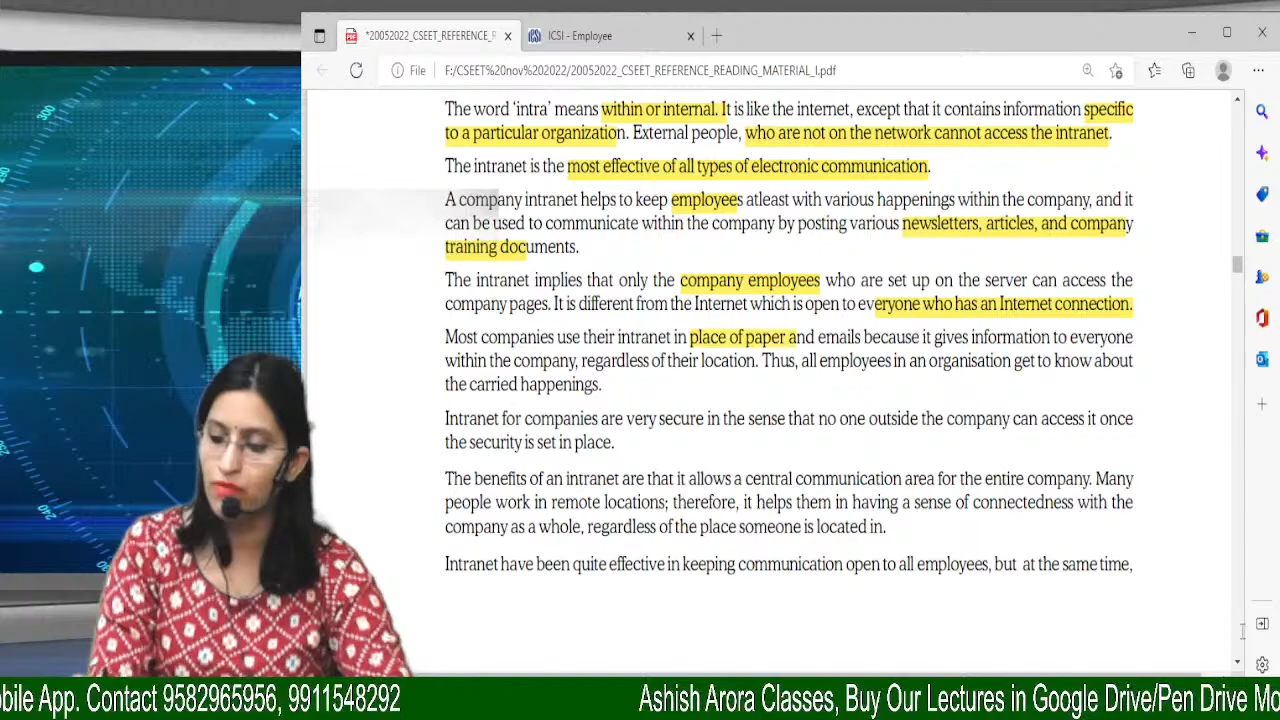 *20052022_CSEET_REFERENCE_R
ICSI - Employee
File
F:/CSEET%20nov%202022/20052022_CSEET_REFERENCE_READING_MATERIAL_I.pdf
The word ‘intra’ means within or internal. It is like the internet, except that it contains information specific
to a particular organization. External people, who are not on the network cannot access the intranet.
The intranet is the most effective of all types of electronic communication.
A company intranet helps to keep employees atleast with various happenings within the company, and it
can be used to communicate within the company by posting various newsletters, articles, and company
training documents.
The intranet implies that only the company employees who are set up on the server can access the
company pages. It is different from the Internet which is open to everyone who has an Internet connection.
Most companies use their intranet in place of paper and emails because it gives information to everyone
within the company, regardless of their location. Thus, all employees in an organisation get to know about
the carried happenings.
Intranet for companies are very secure in the sense that no one outside the company can access it once
the security is set in place.
The benefits of an intranet are that it allows a central communication area for the entire company. Many
people work in remote locations; therefore, it helps them in having a sense of connectedness with the
company as a whole, regardless of the place someone is located in.
Intranet have been quite effective in keeping communication open to all employees, but at the same time,
300
240
obile App. Contact 9582965956, 9911548292
Ashish Arora Classes, Buy Our Lectures in Google Drive/Pen Drive Mo